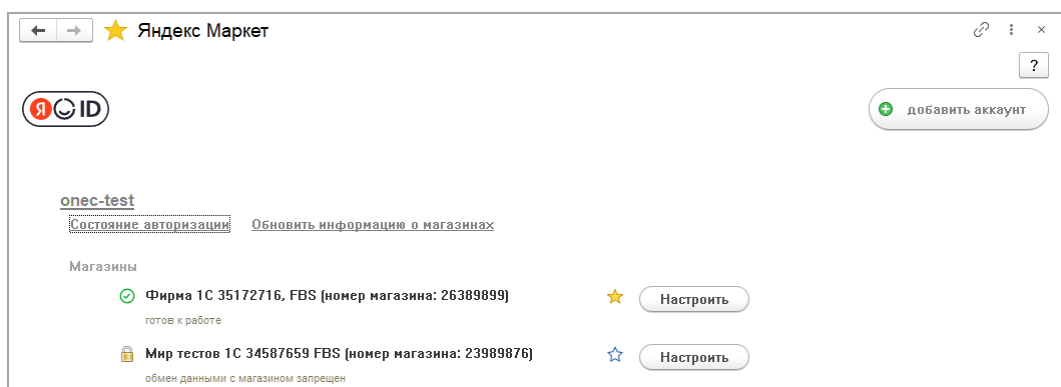 Яндекс Маркет
?
Я ID
добавить аккаунт
onec-test
Состояние авторизации Обновить информацию о магазинах
Магазины
Фирма 1С 35172716, FBS (номер магазина: 26389899) Настроить
готов к работе
Мир тестов 1С 34587659 FBS (номер магазина: 23989876) Настроить
обмен данными с магазином запрещен